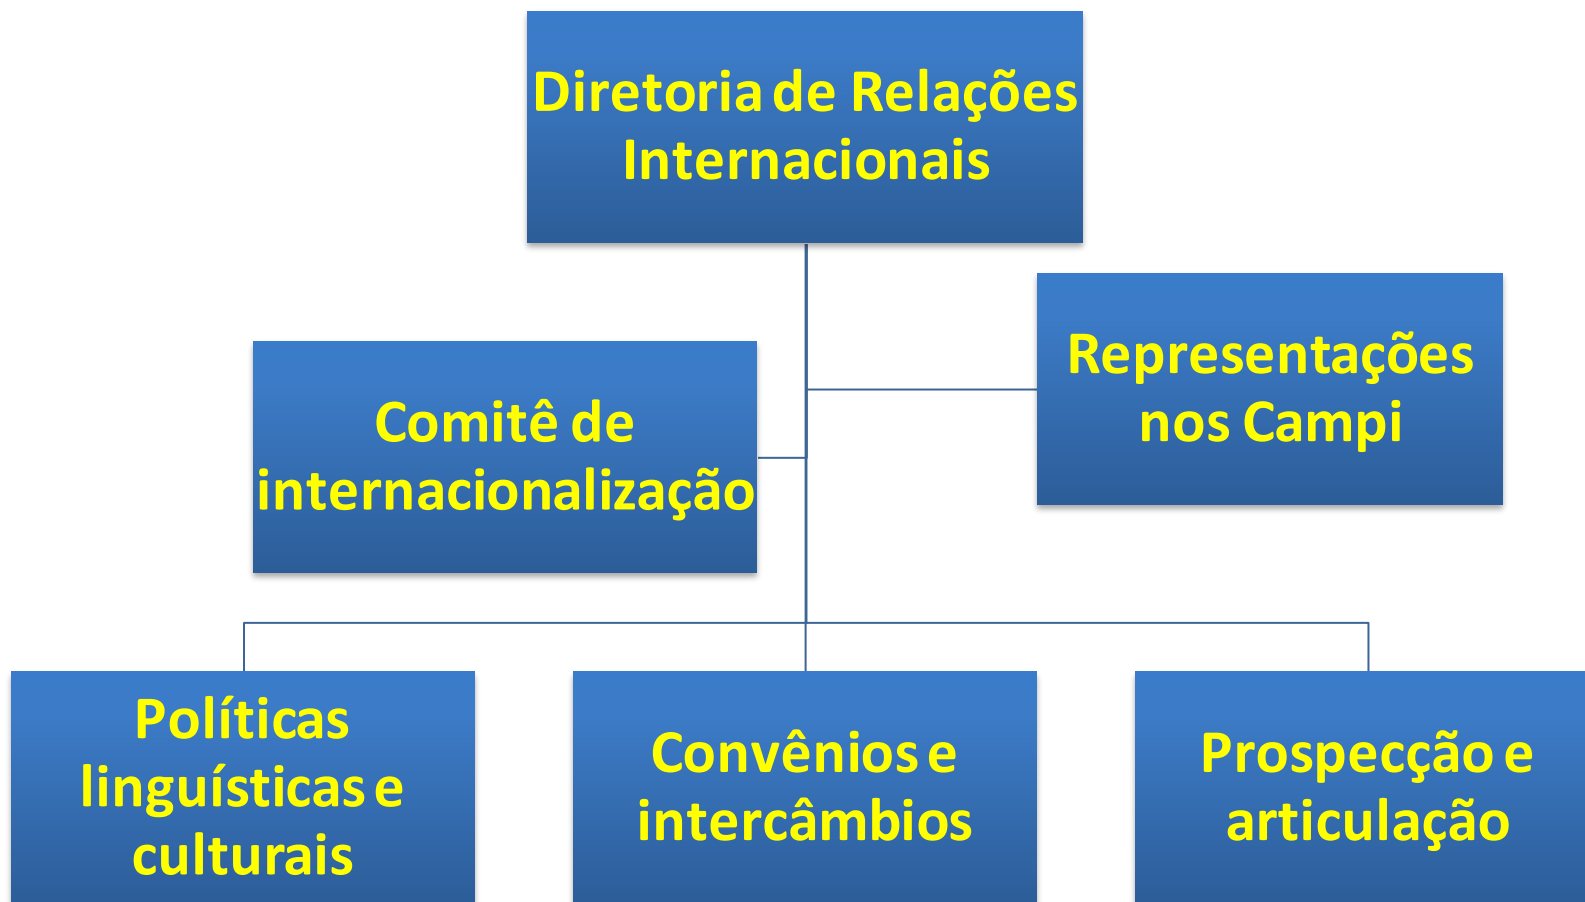 Diretoria de Relações
Internacionais
Representações
nos Campi
Comitê de
internacionalização
Políticas
linguísticas e
culturais
Convênios e
intercâmbios
Prospecção e
articulação